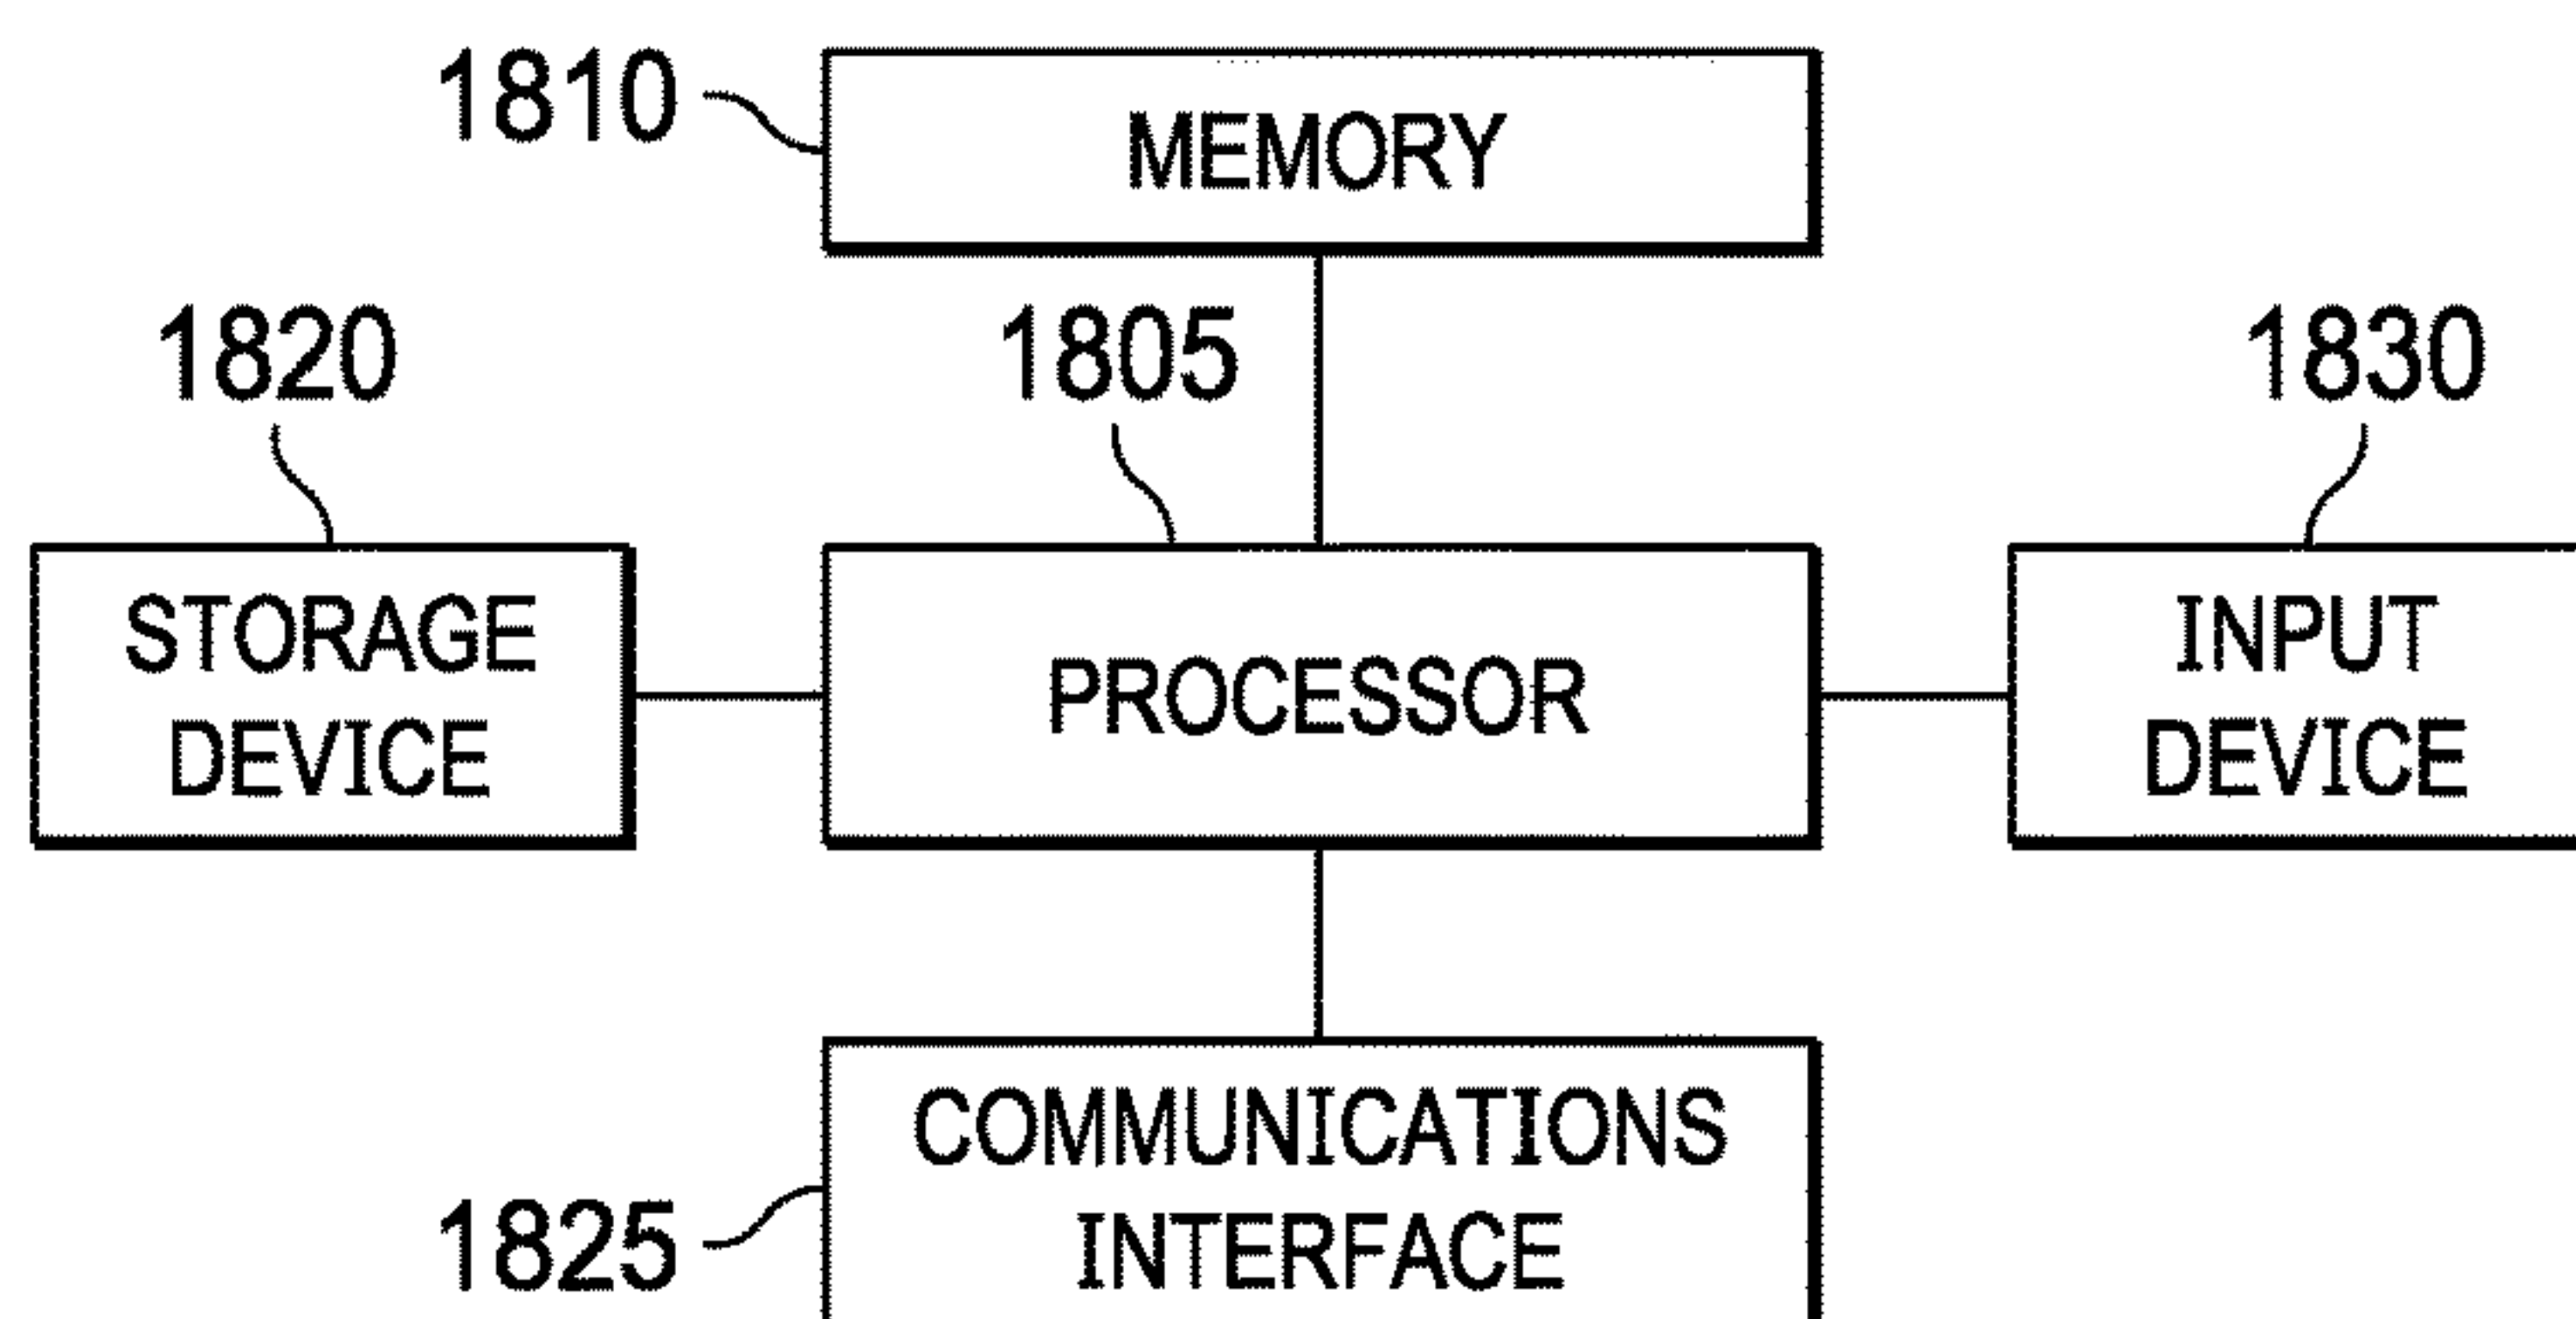 1810
MEMORY
1820
1805
1830
STORAGE
DEVICE
PROCESSOR
INPUT
DEVICE
COMMUNICATIONS
INTERFACE
1825